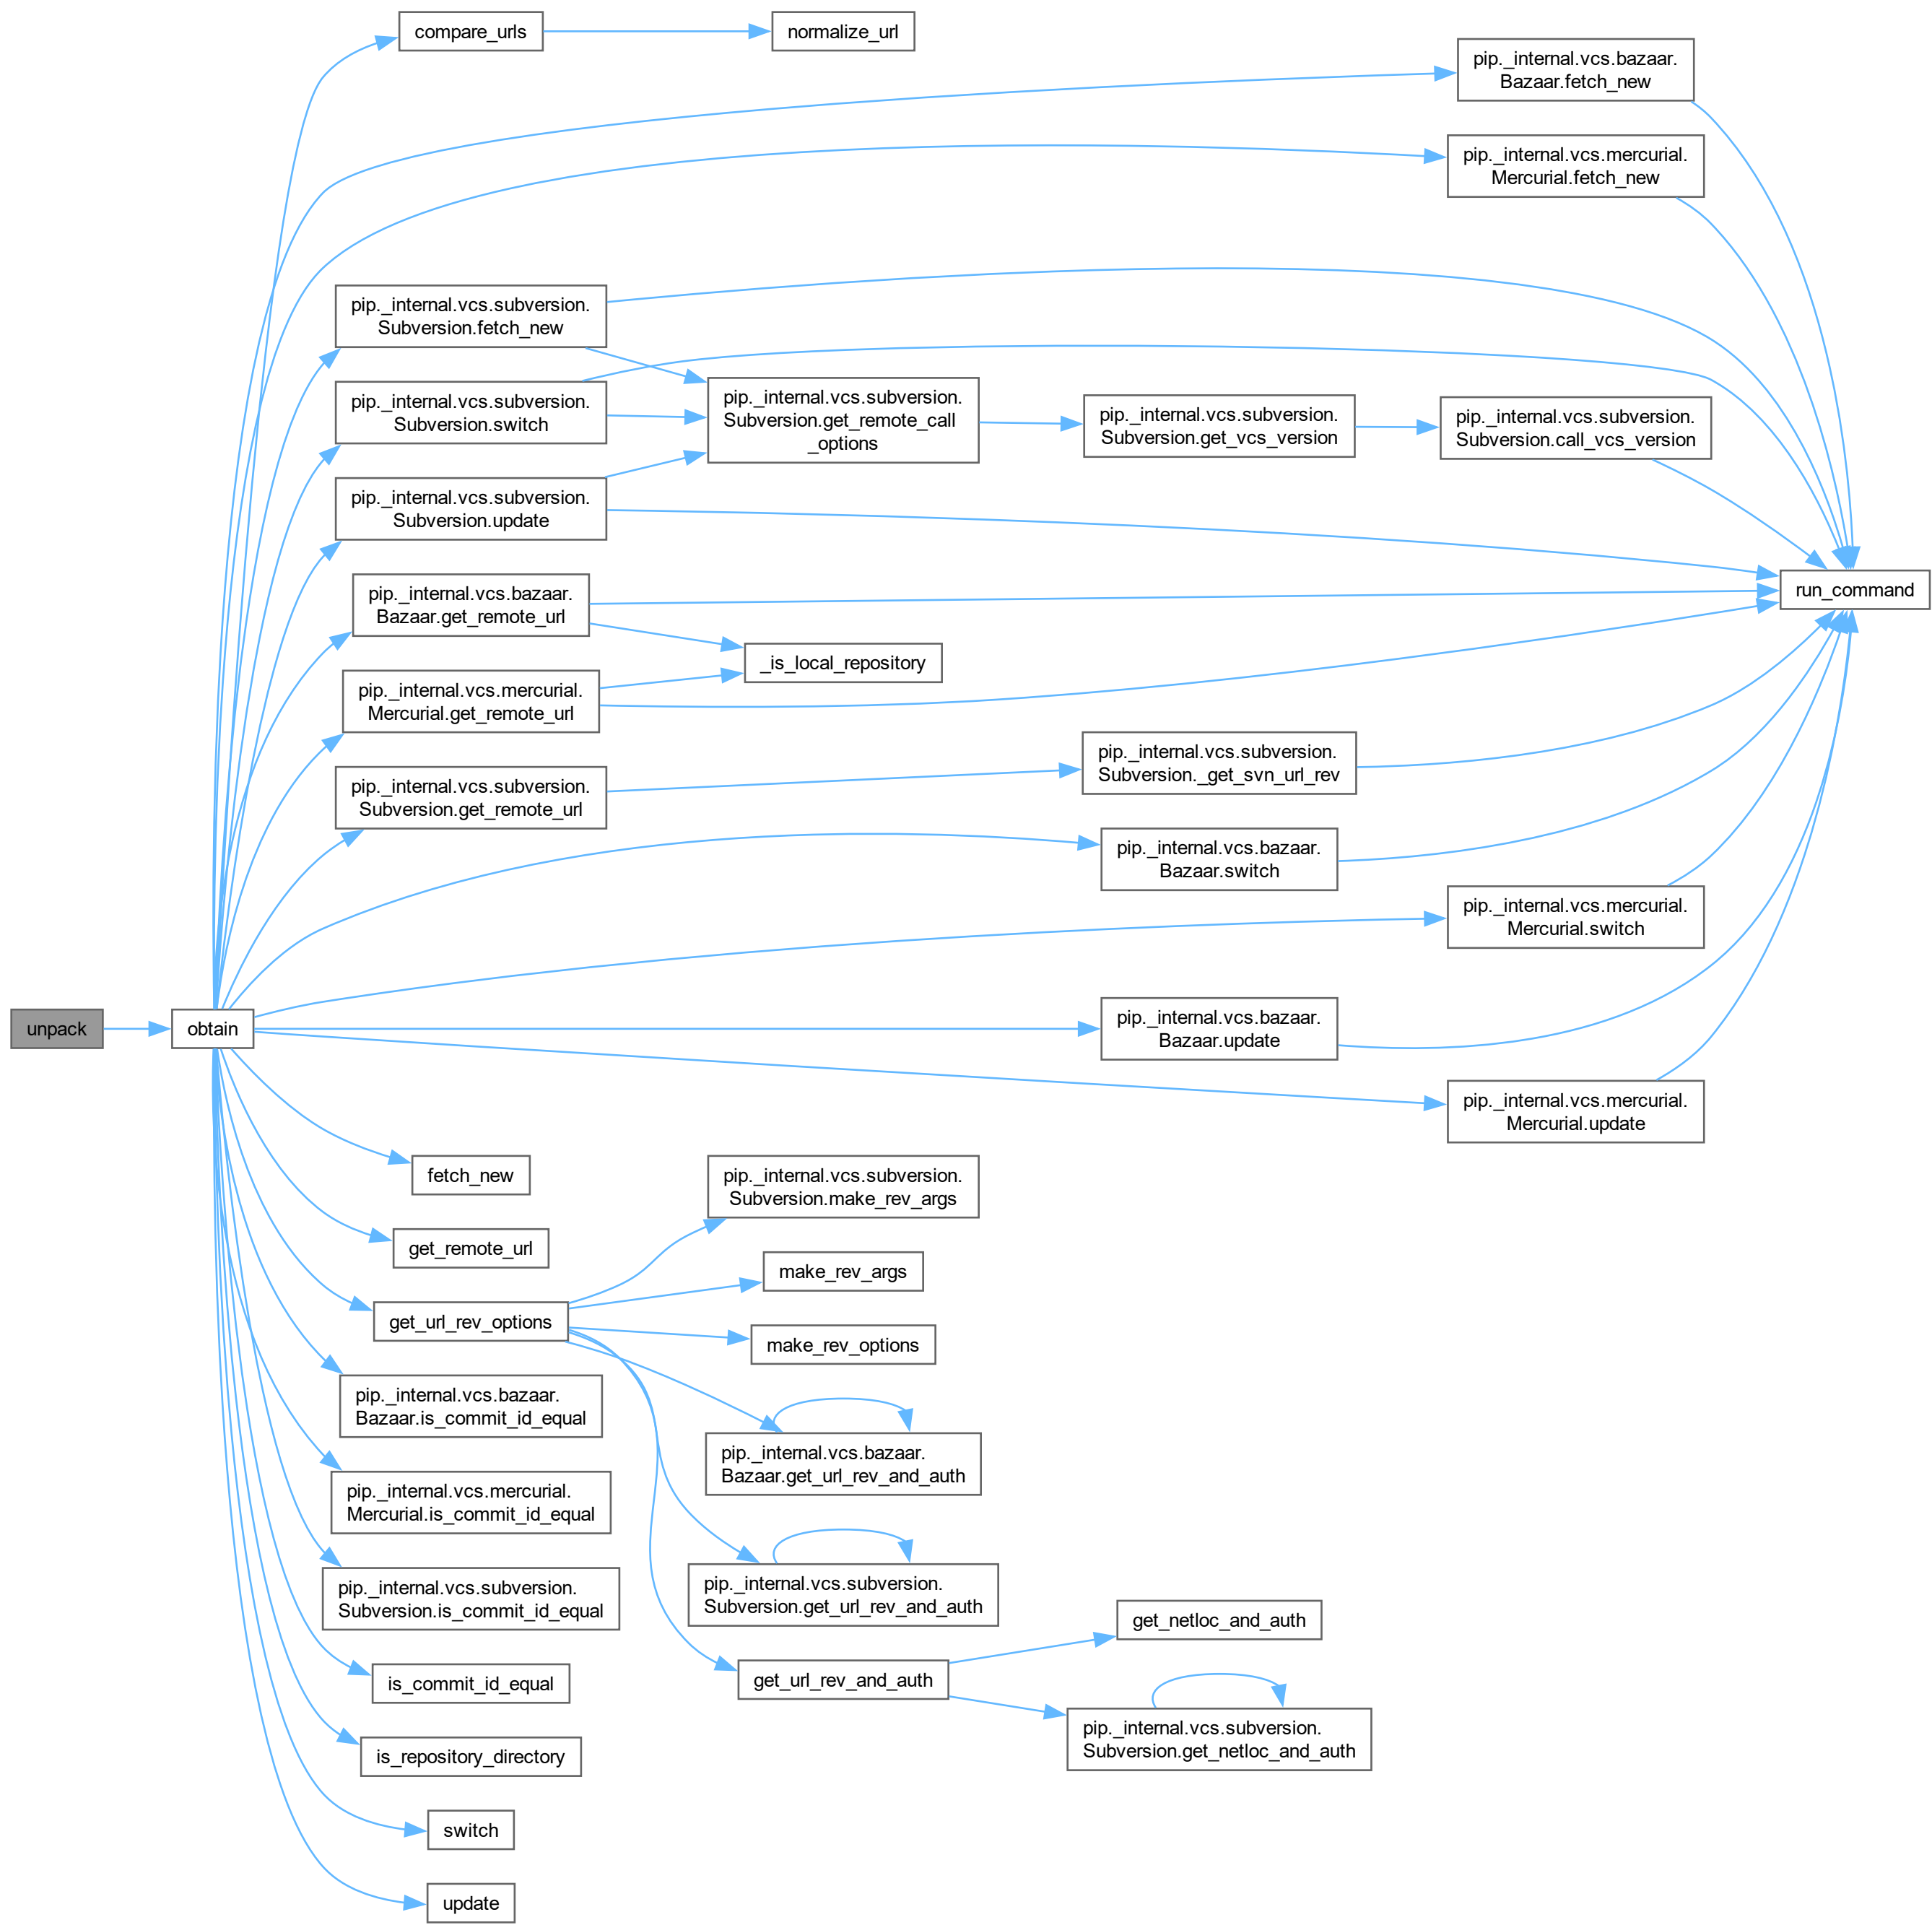 compare_urls
normalize_url
pip._internal.vcs.bazaar.
Bazaar.fetch_new
pip._internal.vcs.mercurial.
Mercurial.fetch_new
pip._internal.vcs.subversion.
Subversion.fetch_new
pip._internal.vcs.subversion.
Subversion.switch
pip._internal.vcs.subversion.
Subversion.get_remote_call
_options
pip._internal.vcs.subversion.
Subversion.get_vcs_version
pip._internal.vcs.subversion.
Subversion.call_vcs_version
pip._internal.vcs.subversion.
Subversion.update
pip._internal.vcs.bazaar.
Bazaar.get_remote_url
run_command
_is_local_repository
pip._internal.vcs.mercurial.
Mercurial.get_remote_url
pip._internal.vcs.subversion.
Subversion._get_svn_url_rev
pip._internal.vcs.subversion.
Subversion.get_remote_url
pip._internal.vcs.bazaar.
Bazaar.switch
pip._internal.vcs.mercurial.
Mercurial.switch
unpack
obtain
pip._internal.vcs.bazaar.
Bazaar.update
pip._internal.vcs.mercurial.
Mercurial.update
fetch_new
pip._internal.vcs.subversion.
Subversion.make_rev_args
get_remote_url
make_rev_args
get_url_rev_options
make_rev_options
pip._internal.vcs.bazaar.
Bazaar.is_commit_id_equal
pip._internal.vcs.bazaar.
Bazaar.get_url_rev_and_auth
pip._internal.vcs.mercurial.
Mercurial.is_commit_id_equal
pip._internal.vcs.subversion.
Subversion.is_commit_id_equal
pip._internal.vcs.subversion.
Subversion.get_url_rev_and_auth
get_netloc_and_auth
is_commit_id_equal
get_url_rev_and_auth
pip._internal.vcs.subversion.
Subversion.get_netloc_and_auth
is_repository_directory
switch
update